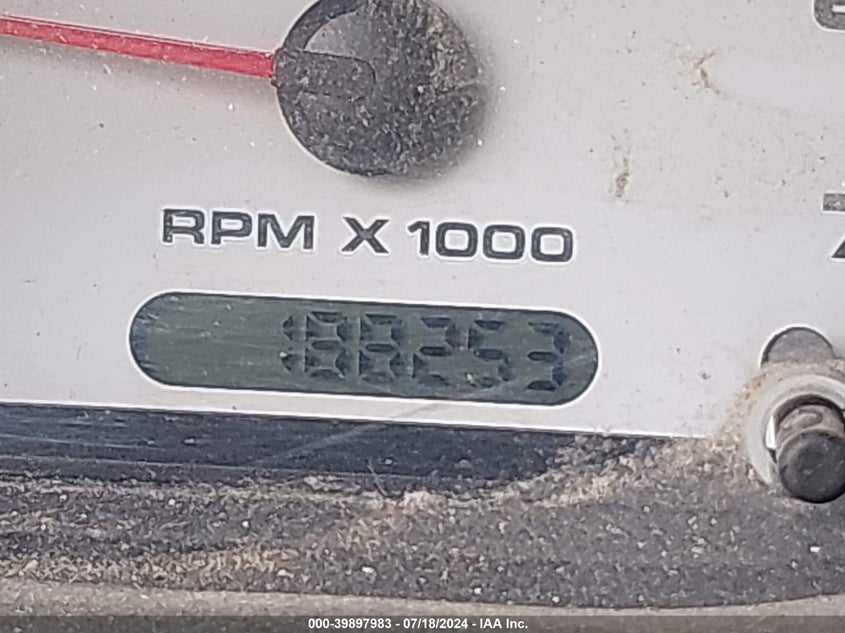 RPM X 1000
188253
000-39897983 - 07/18/2024 - IAA Inc.